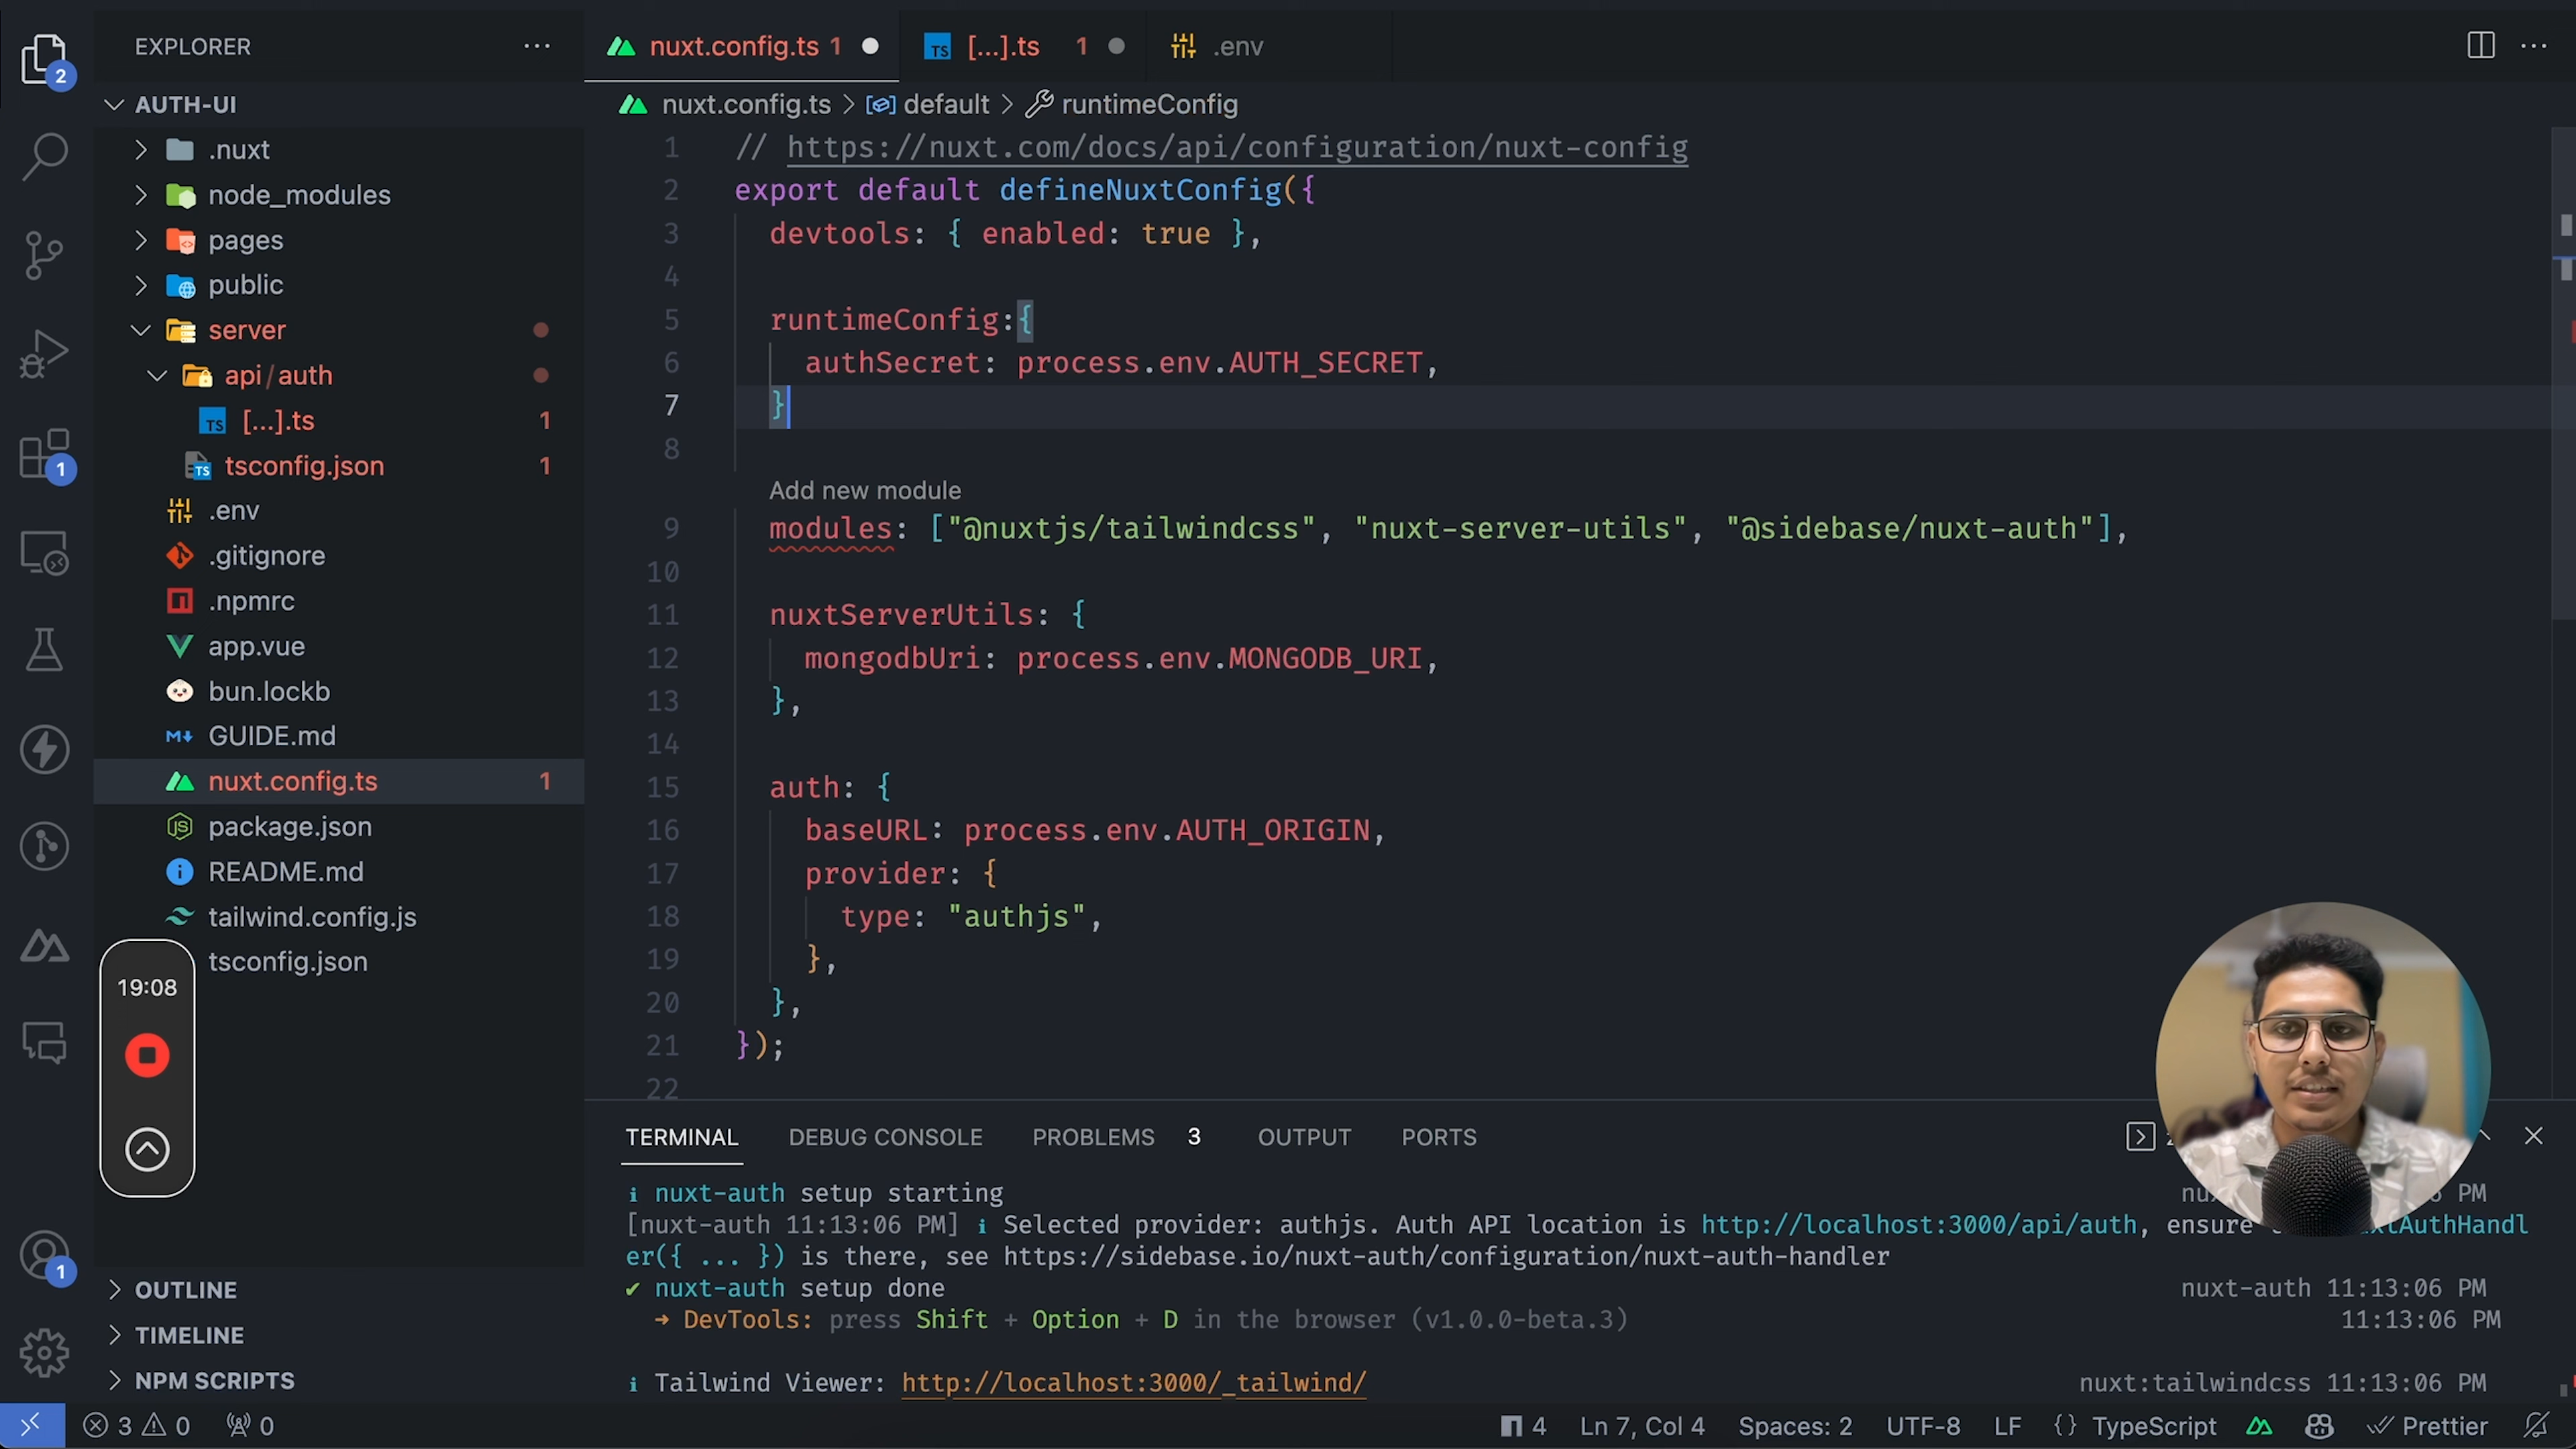 EXPLORER
nuxt.config.ts 1
[...].ts 1
.env
2
AUTH-UI
nuxt.config.ts > default > runtimeConfig
.nuxt
node_modules
pages
public
server
api/auth
[...].ts 1
tsconfig.json 1
.env
.gitignore
.npmrc
app.vue
bun.lockb
GUIDE.md
nuxt.config.ts 1
package.json
README.md
tailwind.config.js
tsconfig.json
1
19:08
1
OUTLINE
TIMELINE
NPM SCRIPTS
1 // https://nuxt.com/docs/api/configuration/nuxt-config
2 export default defineNuxtConfig({
3 devtools: { enabled: true },
4
5 runtimeConfig:{
6 authSecret: process.env.AUTH_SECRET,
7 }
8
Add new module
9 modules: ["@nuxtjs/tailwindcss", "nuxt-server-utils", "@sidebase/nuxt-auth"],
10
11 nuxtServerUtils: {
12 mongodbUri: process.env.MONGODB_URI,
13 },
14
15 auth: {
16 baseURL: process.env.AUTH_ORIGIN,
17 provider: {
18 type: "authjs",
19 },
20 },
21 });
22
TERMINAL DEBUG CONSOLE PROBLEMS 3 OUTPUT PORTS
i nuxt-auth setup starting PM
[nuxt-auth 11:13:06 PM] i Selected provider: authjs. Auth API location is http://localhost:3000/api/auth, ensure
er({ ... }) is there, see https://sidebase.io/nuxt-auth/configuration/nuxt-auth-handler
✔ nuxt-auth setup done nuxt-auth 11:13:06 PM
➜ DevTools: press Shift + Option + D in the browser (v1.0.0-beta.3) 11:13:06 PM
i Tailwind Viewer: http://localhost:3000/_tailwind/ nuxt:tailwindcss 11:13:06 PM
3 0 0 4 Ln 7, Col 4 Spaces: 2 UTF-8 LF {} TypeScript Prettier